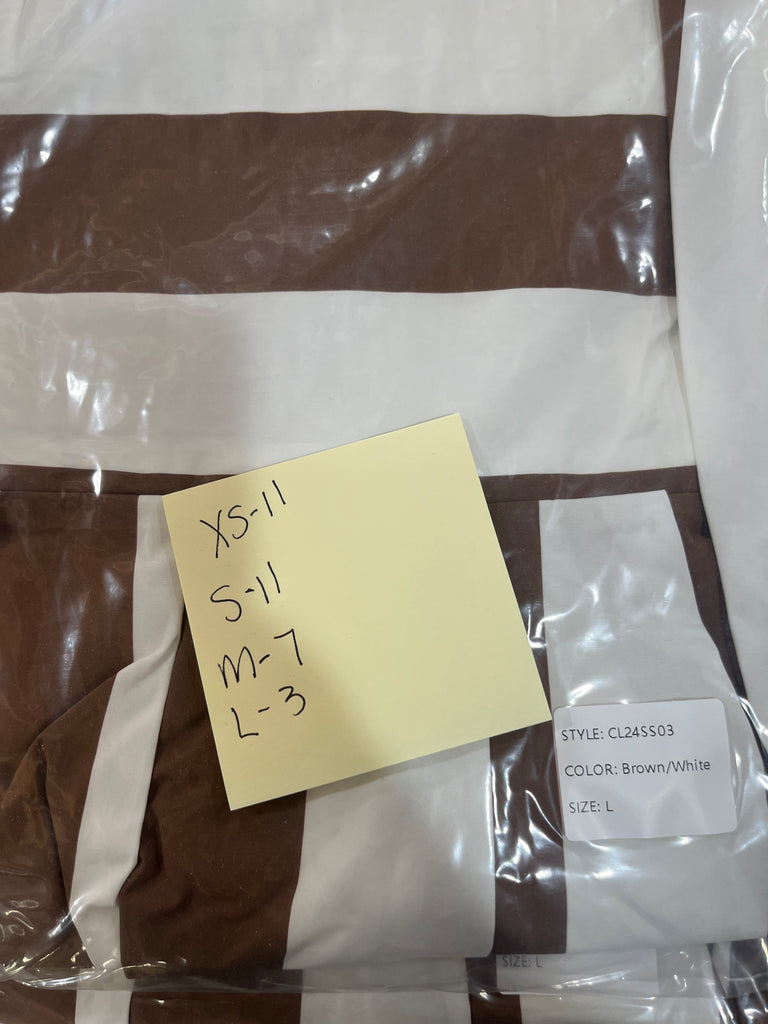 XS-11
S-11
M-7
L-3
STYLE: CL24SS03
COLOR: Brown/White
SIZE: L
SIZE: L